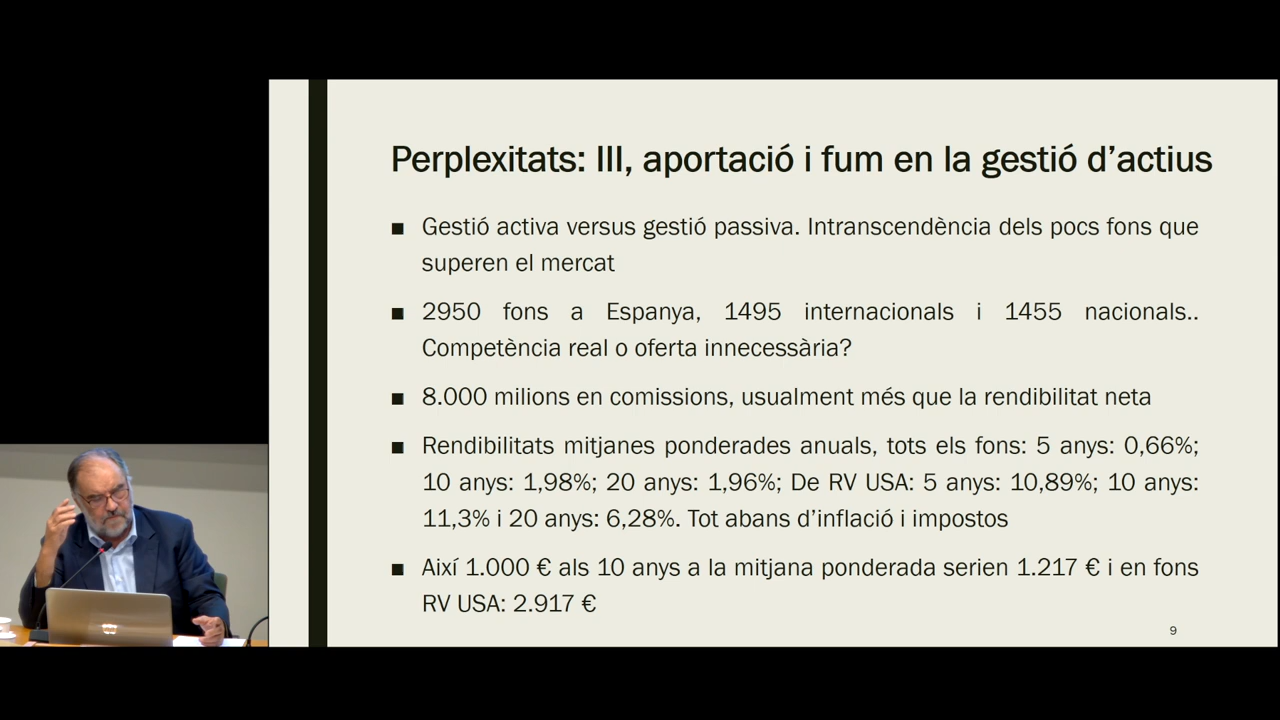 Perplexitats: III, aportació i fum en la gestió d’actius
■ Gestió activa versus gestió passiva. Intranscendència dels pocs fons que
superen el mercat
■ 2950 fons a Espanya, 1495 internacionals i 1455 nacionals..
Competència real o oferta innecessària?
■ 8.000 milions en comissions, usualment més que la rendibilitat neta
■ Rendibilitats mitjanes ponderades anuals, tots els fons: 5 anys: 0,66%;
10 anys: 1,98%; 20 anys: 1,96%; De RV USA: 5 anys: 10,89%; 10 anys:
11,3% i 20 anys: 6,28%. Tot abans d’inflació i impostos
■ Així 1.000 € als 10 anys a la mitjana ponderada serien 1.217 € i en fons
RV USA: 2.917 €
9